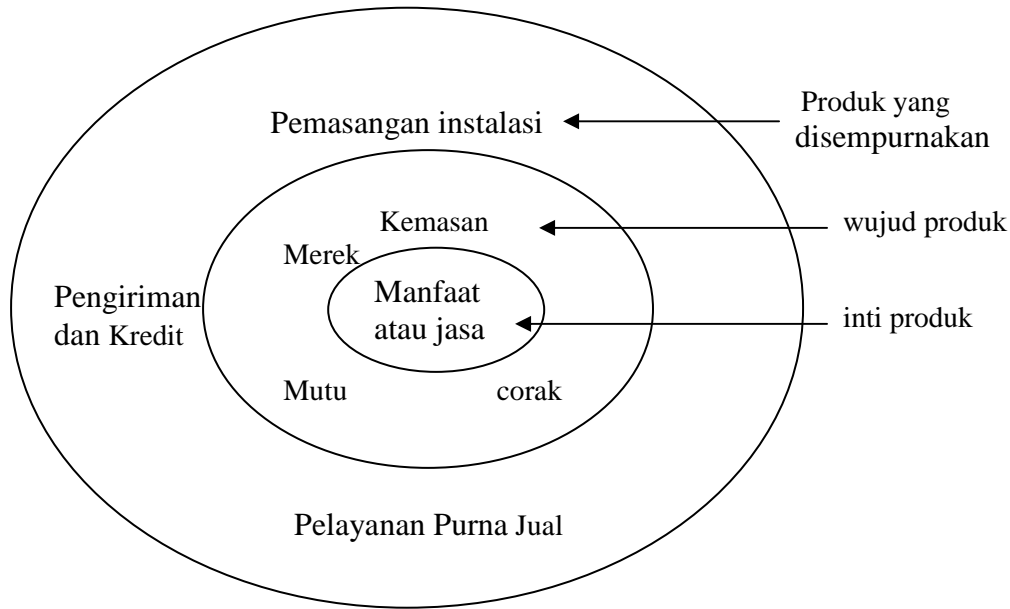 Produk yang
disempurnakan
Pemasangan instalasi
Kemasan
wujud produk
Merek
Manfaat
atau jasa
Pengiriman
dan Kredit
inti produk
Mutu
corak
Pelayanan Purna Jual